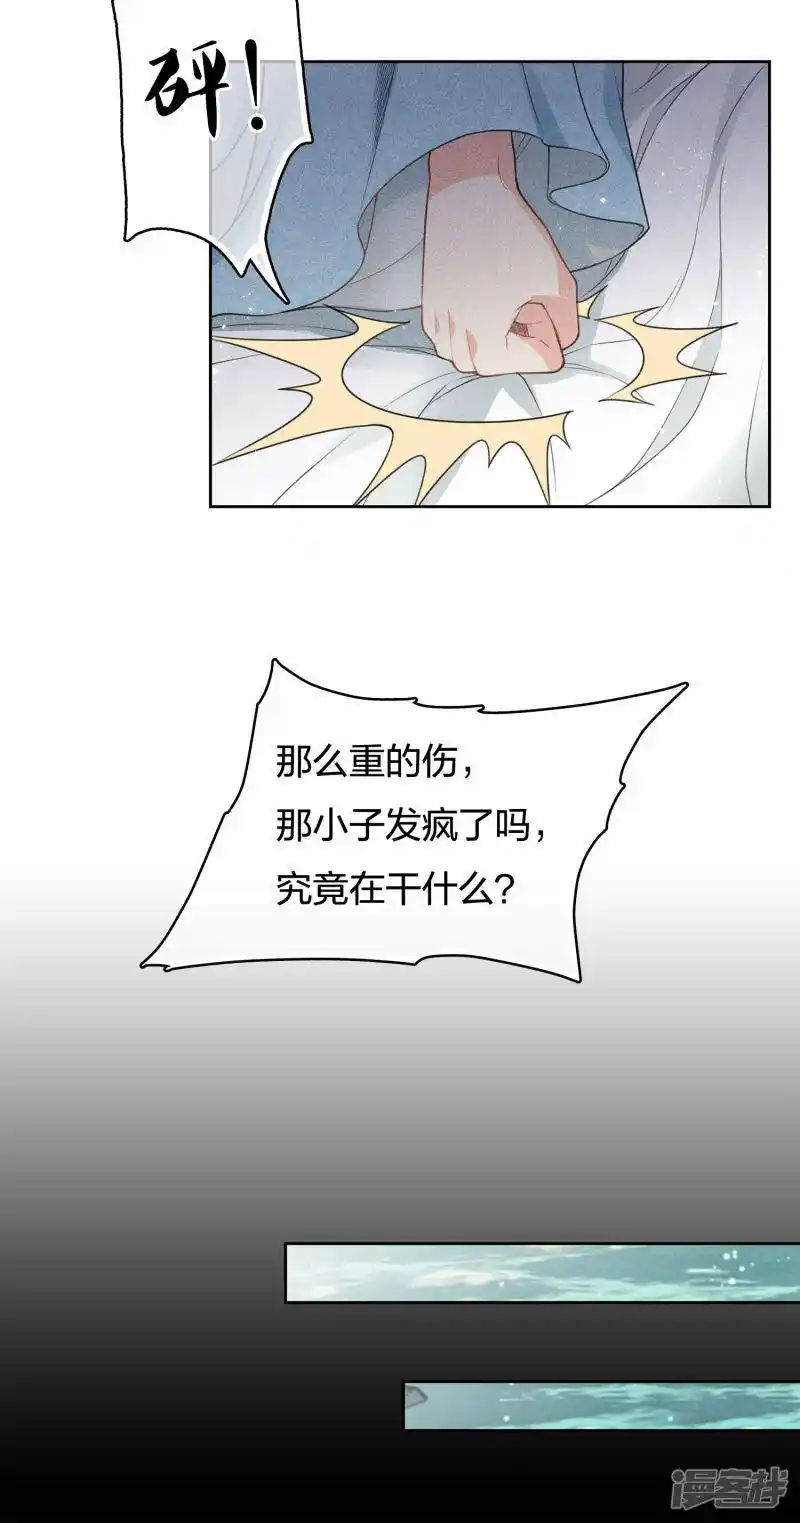 砰！
那么重的伤，
那小子发疯了吗，
究竟在干什么？
漫客栈